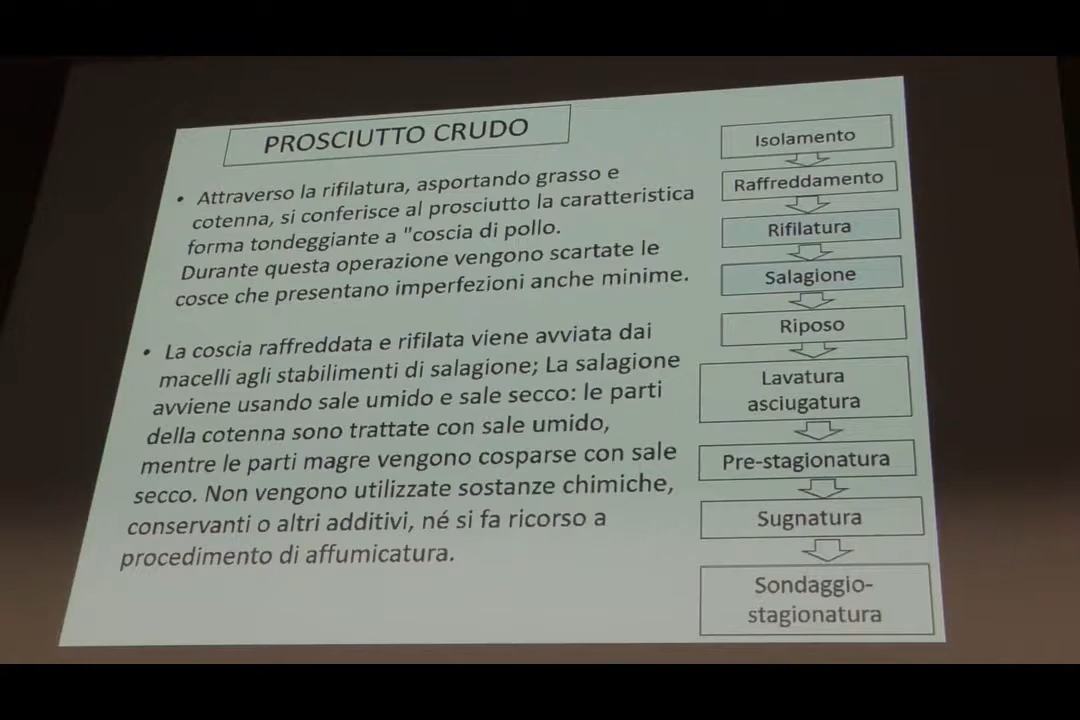 PROSCIUTTO CRUDO
• Attraverso la rifilatura, asportando grasso e
cotenna, si conferisce al prosciutto la caratteristica
forma tondeggiante a "coscia di pollo.
Durante questa operazione vengono scartate le
cosce che presentano imperfezioni anche minime.
• La coscia raffreddata e rifilata viene avviata dai
macelli agli stabilimenti di salagione; La salagione
avviene usando sale umido e sale secco: le parti
della cotenna sono trattate con sale umido,
mentre le parti magre vengono cosparse con sale
secco. Non vengono utilizzate sostanze chimiche,
conservanti o altri additivi, né si fa ricorso a
procedimento di affumicatura.
Isolamento
Raffreddamento
Rifilatura
Salagione
Riposo
Lavatura
asciugatura
Pre-stagionatura
Sugnatura
Sondaggio-
stagionatura